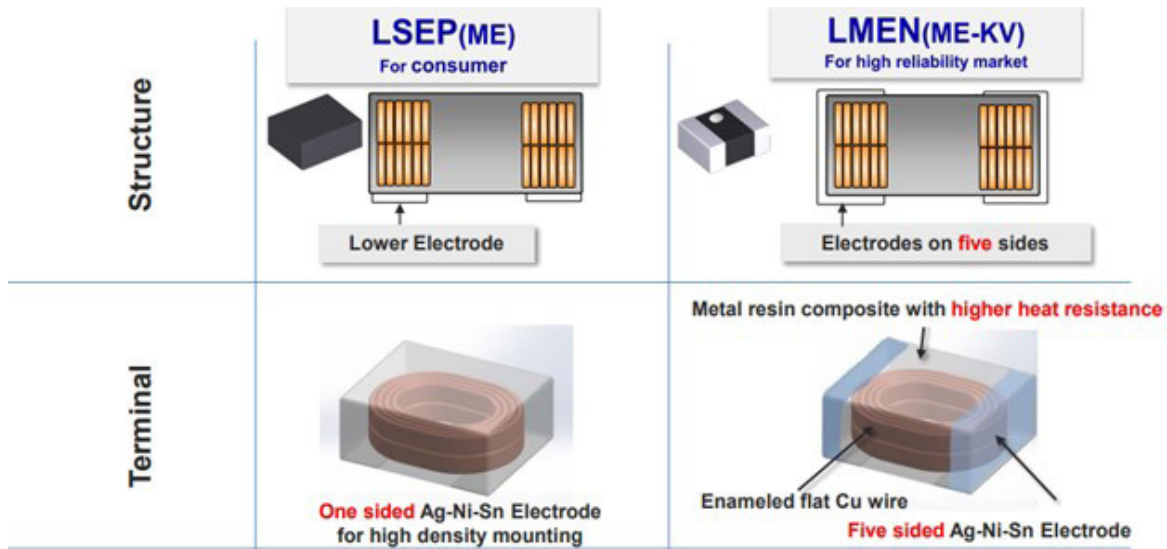 LSEP(ME)
For consumer
LMEN(ME-KV)
For high reliability market
Structure
Lower Electrode
Electrodes on five sides
Terminal
Metal resin composite with higher heat resistance
One sided Ag-Ni-Sn Electrode
for high density mounting
Enameled flat Cu wire
Five sided Ag-Ni-Sn Electrode